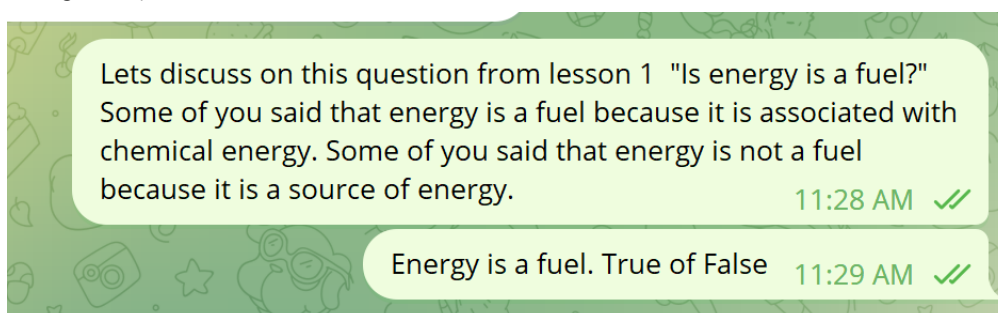 Lets discuss on this question from lesson 1  "Is energy is a fuel?"
Some of you said that energy is a fuel because it is associated with
chemical energy. Some of you said that energy is not a fuel
because it is a source of energy.
11:28 AM
Energy is a fuel. True of False
11:29 AM